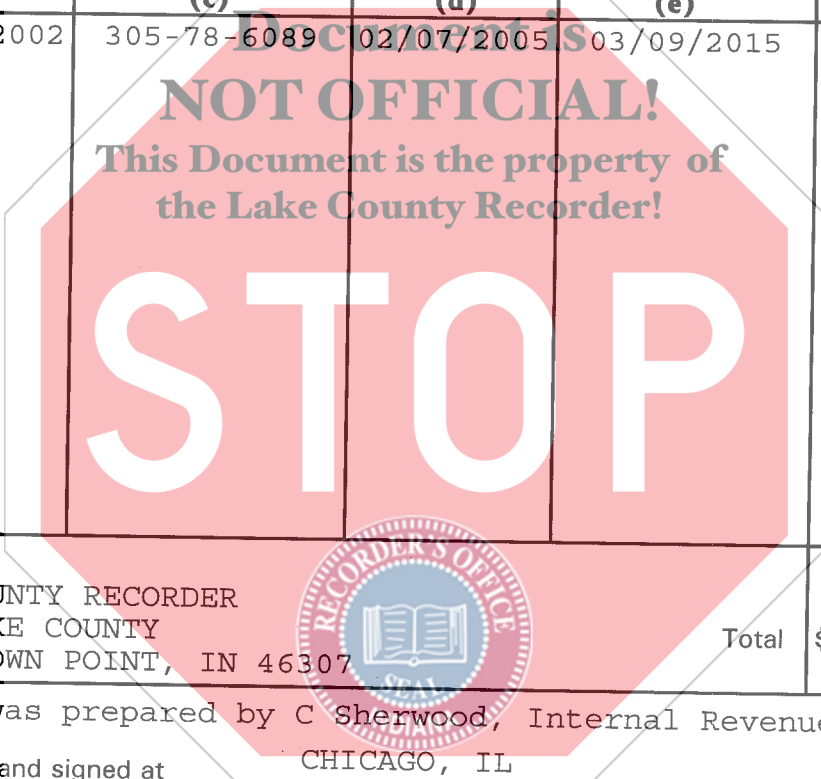 (c) (d) (e)
2002 305-78-6089 02/07/2005 03/09/2015
Document is
NOT OFFICIAL!
This Document is the property of
the Lake County Recorder!
STOP
RECORDER'S OFFICE
SEAL
INDIANA
UNTY RECORDER
KE COUNTY
OWN POINT, IN 46307
Total $
was prepared by C Sherwood, Internal Revenue
and signed at CHICAGO, IL